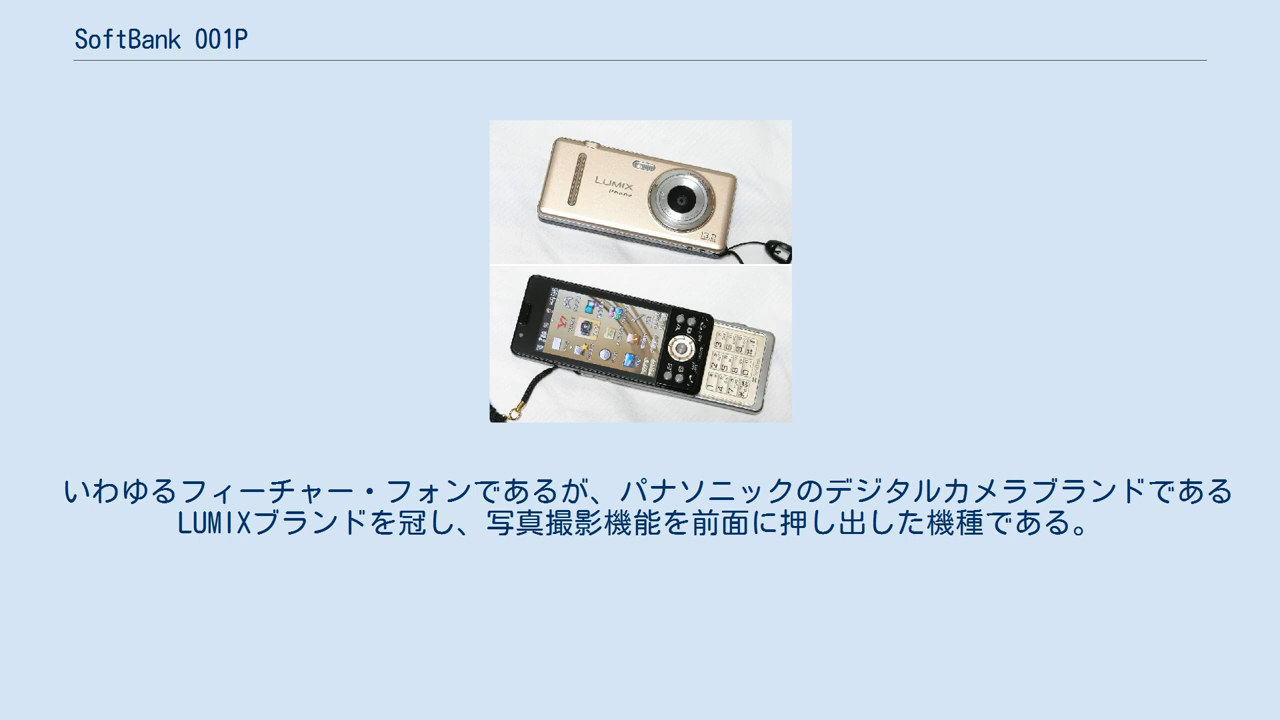 SoftBank 001P
LUMIX
Phone
いわゆるフィーチャー・フォンであるが、パナソニックのデジタルカメラブランドである
LUMIXブランドを冠し、写真撮影機能を前面に押し出した機種である。